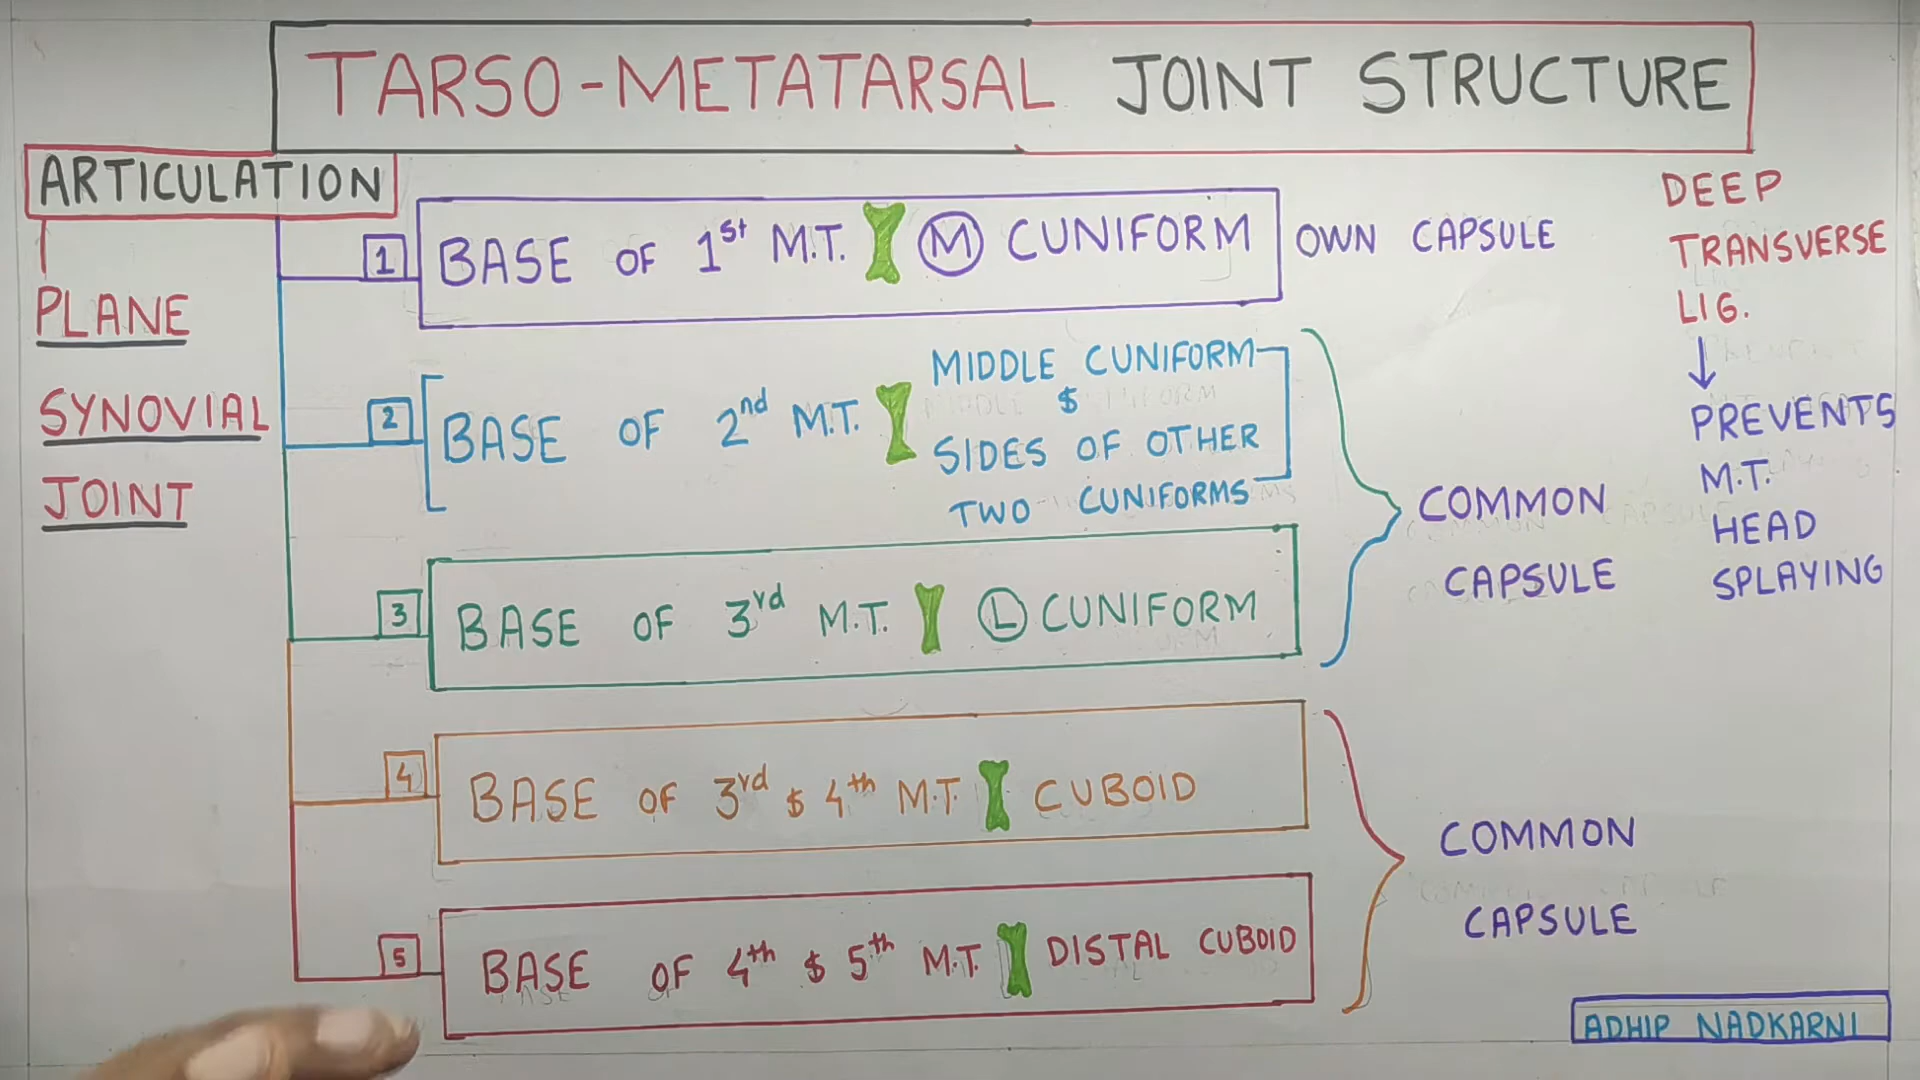 TARSO-METATARSAL JOINT STRUCTURE
ARTICULATION
PLANE
SYNOVIAL
JOINT
1 BASE OF 1st M.T. M CUNIFORM OWN CAPSULE
2 BASE OF 2nd M.T.
MIDDLE CUNIFORM
$
SIDES OF OTHER
TWO CUNIFORMS
3 BASE OF 3rd M.T. L CUNIFORM
COMMON
CAPSULE
4 BASE OF 3rd $ 4th M.T CUBOID
5 BASE OF 4th $ 5th M.T. DISTAL CUBOID
COMMON
CAPSULE
DEEP
TRANSVERSE
LIG.
↓
PREVENTS
M.T.
HEAD
SPLAYING
ADHIP NADKARNI